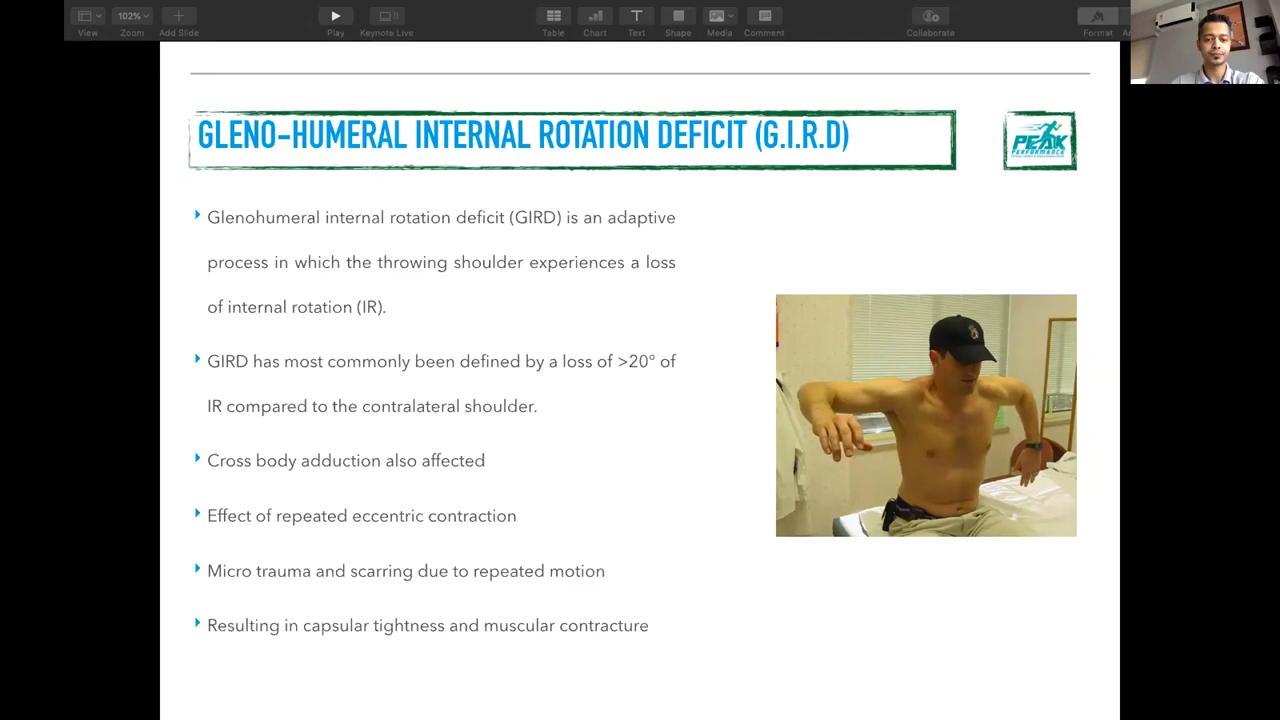 102%
View
Zoom
Add Slide
Play
Keynote Live
Table
Chart
Text
Shape
Media
Comment
Collaborate
Format
GLENO-HUMERAL INTERNAL ROTATION DEFICIT (G.I.R.D)
PEAK
PERFORMANCE
Glenohumeral internal rotation deficit (GIRD) is an adaptive
process in which the throwing shoulder experiences a loss
of internal rotation (IR).
GIRD has most commonly been defined by a loss of >20° of
IR compared to the contralateral shoulder.
Cross body adduction also affected
Effect of repeated eccentric contraction
Micro trauma and scarring due to repeated motion
Resulting in capsular tightness and muscular contracture